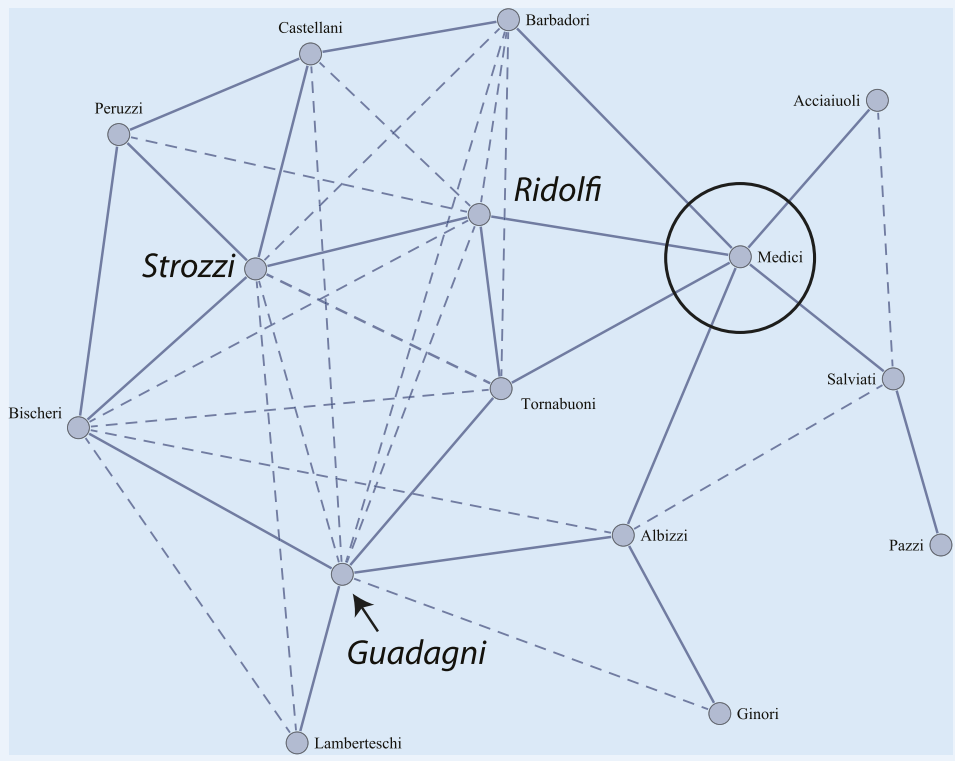 Barbadori
Castellani
Acciaiuoli
Peruzzi
Ridolfi
Medici
Strozzi
Salviati
Tornabuoni
Bischeri
Albizzi
Pazzi
Guadagni
Ginori
Lamberteschi